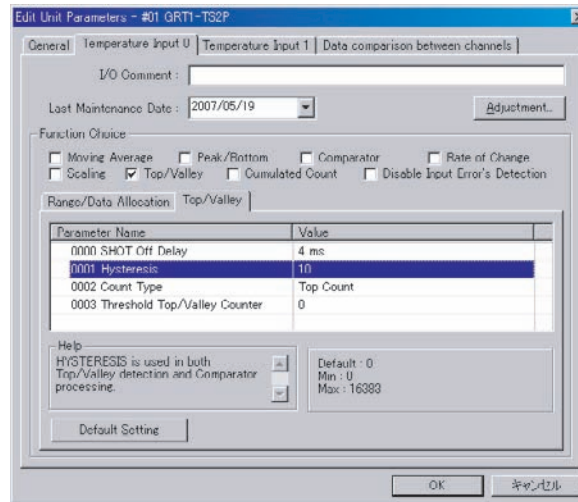 Edit Unit Parameters - #01 GRT1-TS2P
General Temperature Input 0 Temperature Input 1 Data comparison between channels
I/O Comment :
Last Maintenance Date : 2007/05/19 Adjustment...
Function Choice
Moving Average Peak/Bottom Comparator Rate of Change
Scaling Top/Valley Cumulated Count Disable Input Error's Detection
Range/Data Allocation Top/Valley
Parameter Name Value
0000 SHOT Off Delay 4 ms
0001 Hysteresis 10
0002 Count Type Top Count
0003 Threshold Top/Valley Counter 0
Help
HYSTERESIS is used in both
Top/Valley detection and Comparator
processing.
Default : 0
Min : 0
Max : 16383
Default Setting
OK キャンセル